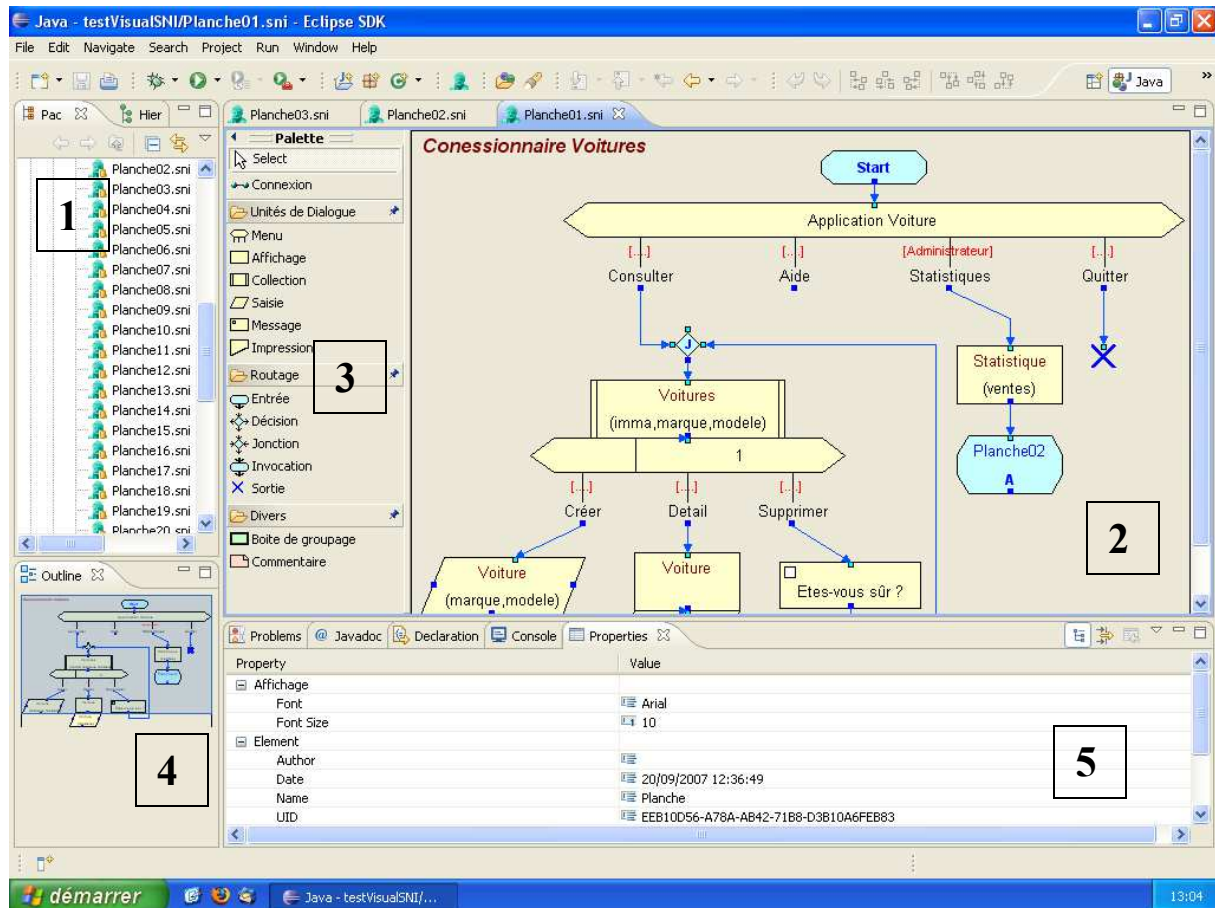 Java - testVisualSNI/Planche01.sni - Eclipse SDK
File Edit Navigate Search Project Run Window Help
Java
»
Pac
Hier
Planche02.sni
Planche03.sni
Planche04.sni
Planche05.sni
Planche06.sni
Planche07.sni
Planche08.sni
Planche09.sni
Planche10.sni
Planche11.sni
Planche12.sni
Planche13.sni
Planche14.sni
Planche15.sni
Planche16.sni
Planche17.sni
Planche18.sni
Planche19.sni
Planche20.sni
1
Outline
4
Planche03.sni
Planche02.sni
Planche01.sni
Palette
Select
Connexion
Unités de Dialogue
Menu
Affichage
Collection
Saisie
Message
Impression
Routage
3
Entrée
Décision
Jonction
Invocation
Sortie
Divers
Boite de groupage
Commentaire
Conessionnaire Voitures
Start
Application Voiture
[...] [...] [Administrateur] [...]
Consulter Aide Statistiques Quitter
J
Statistique
(ventes)
Voitures
(imma,marque,modele)
Planche02
A
1
[...] [...] [...]
Créer Detail Supprimer
2
Voiture
(marque,modele)
Voiture
Etes-vous sûr ?
Problems @ Javadoc Declaration Console Properties
Property Value
Affichage
Font Arial
Font Size 10
Element
Author
Date 20/09/2007 12:36:49
Name Planche
UID EEB10D56-A78A-AB42-71B8-D3B10A6FEB83
5
démarrer
Java - testVisualSNI/...
13:04